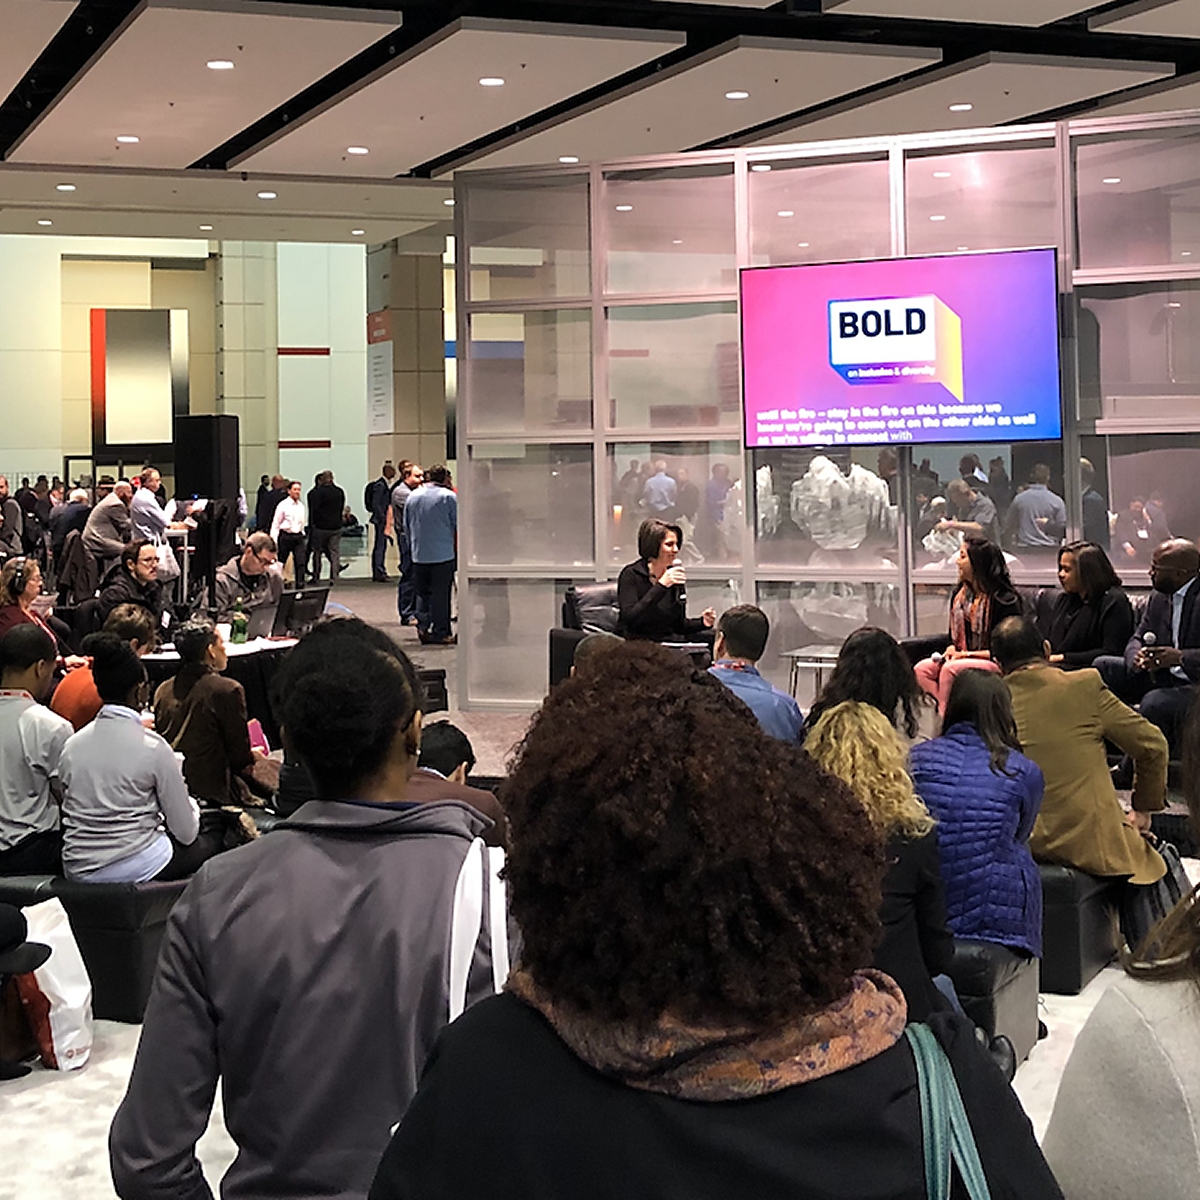 BOLD
on inclusion & diversity
until the fire – stay in the fire on this because we
know we're going to come out on the other side as well
as we're willing to connect with